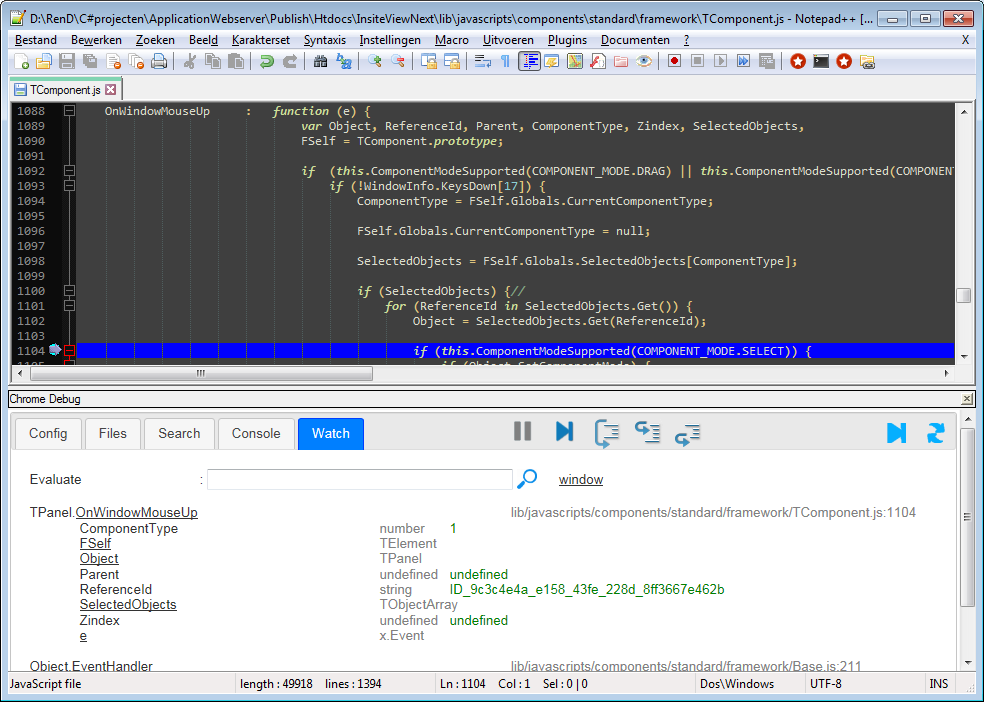 D:\RenD\C#projecten\ApplicationWebserver\Publish\Htdocs\InsiteViewNext\lib\javascripts\components\standard\framework\TComponent.js - Notepad++ [...
Bestand Bewerken Zoeken Beeld Karakterset Syntaxis Instellingen Macro Uitvoeren Plugins Documenten ? X
TComponent.js
1088 OnWindowMouseUp : function (e) {
1089 var Object, ReferenceId, Parent, ComponentType, Zindex, SelectedObjects,
1090 FSelf = TComponent.prototype;
1091
1092 if (this.ComponentModeSupported(COMPONENT_MODE.DRAG) || this.ComponentModeSupported(COMPONENT
1093 if (!WindowInfo.KeysDown[17]) {
1094 ComponentType = FSelf.Globals.CurrentComponentType;
1095
1096 FSelf.Globals.CurrentComponentType = null;
1097
1098 SelectedObjects = FSelf.Globals.SelectedObjects[ComponentType];
1099
1100 if (SelectedObjects) {//
1101 for (ReferenceId in SelectedObjects.Get()) {
1102 Object = SelectedObjects.Get(ReferenceId);
1103
1104 if (this.ComponentModeSupported(COMPONENT_MODE.SELECT)) {
1105 if (Object.SetComponentMode) {
Chrome Debug
Config Files Search Console Watch
Evaluate : window
TPanel.OnWindowMouseUp lib/javascripts/components/standard/framework/TComponent.js:1104
ComponentType number 1
FSelf TElement
Object TPanel
Parent undefined undefined
ReferenceId string ID_9c3c4e4a_e158_43fe_228d_8ff3667e462b
SelectedObjects TObjectArray
Zindex undefined undefined
e x.Event
Object.EventHandler lib/javascripts/components/standard/framework/Base.js:211
JavaScript file length : 49918 lines : 1394 Ln : 1104 Col : 1 Sel : 0 | 0 Dos\Windows UTF-8 INS